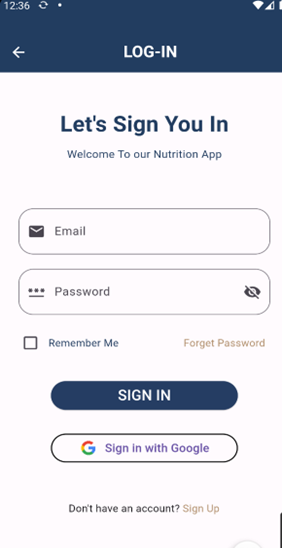 12:36
LOG-IN
Let's Sign You In
Welcome To our Nutrition App
Email
Password
Remember Me Forget Password
SIGN IN
Sign in with Google
Don't have an account? Sign Up